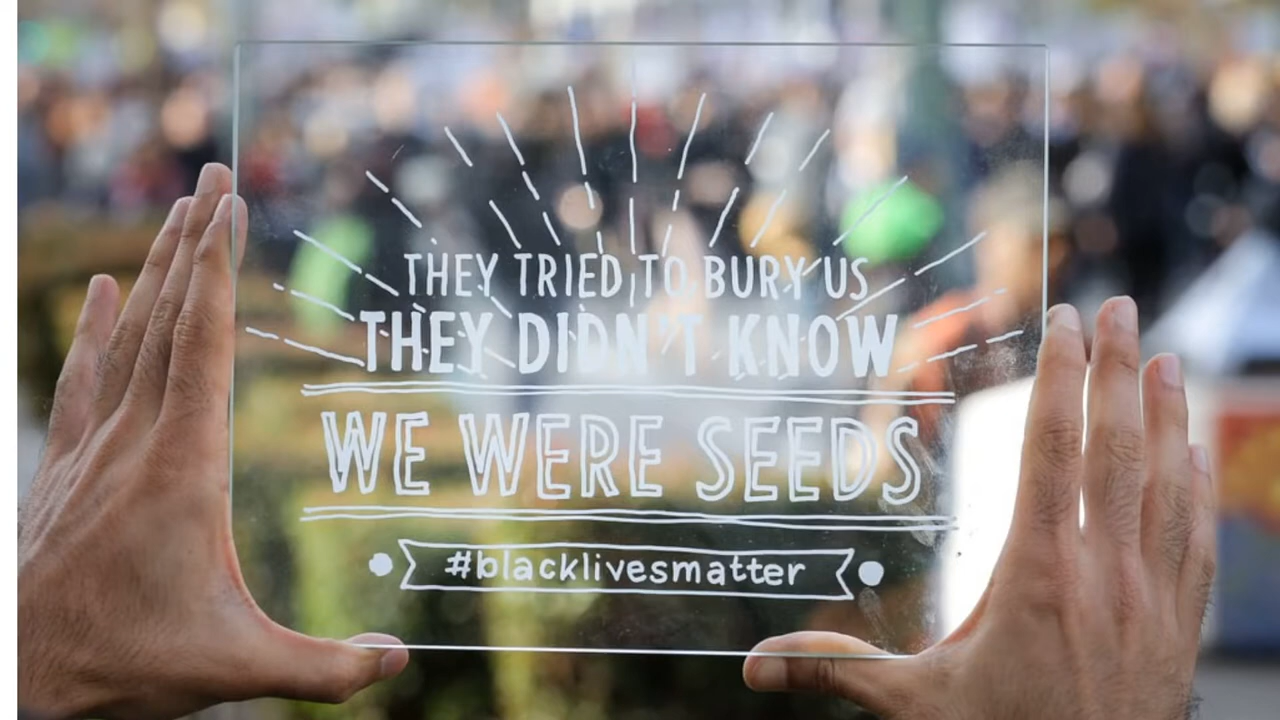 THEY TRIED TO BURY US
THEY DIDN'T KNOW
WE WERE SEEDS
#blacklivesmatter